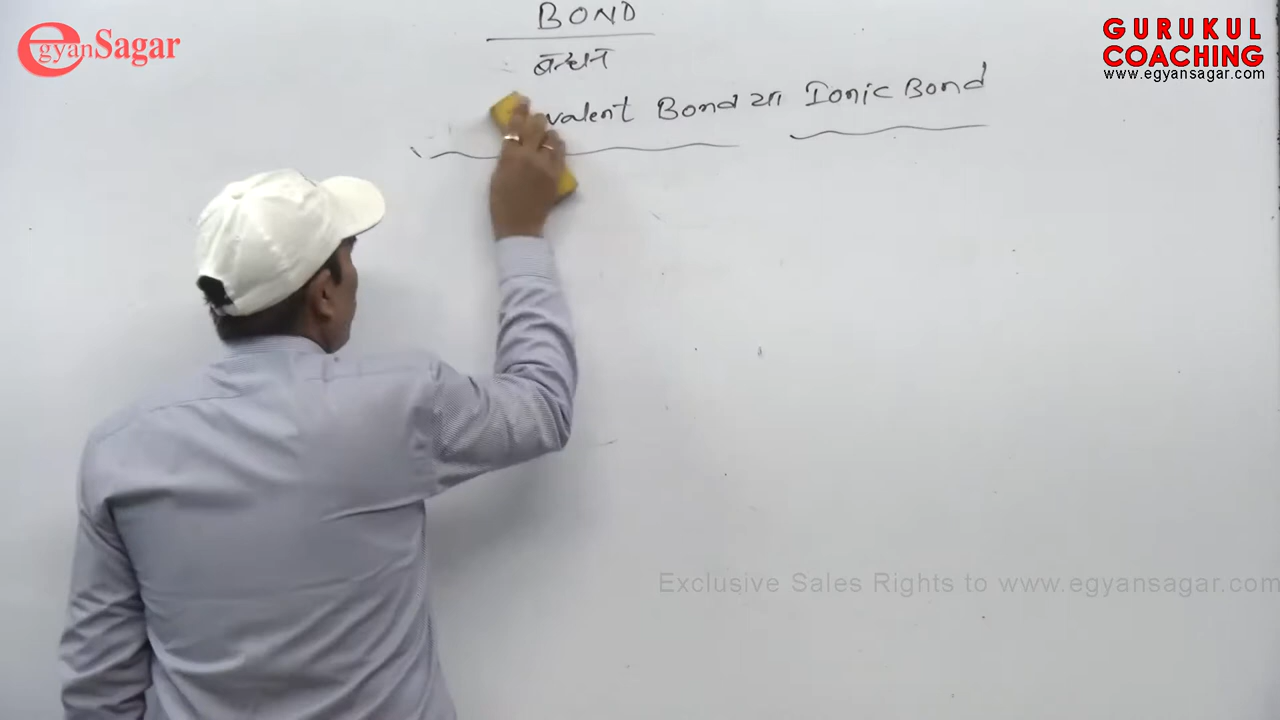 BOND
बन्धन
valent Bond या Ionic Bond
egyanSagar
GURUKUL
COACHING
www.egyansagar.com
Exclusive Sales Rights to www.egyansagar.com